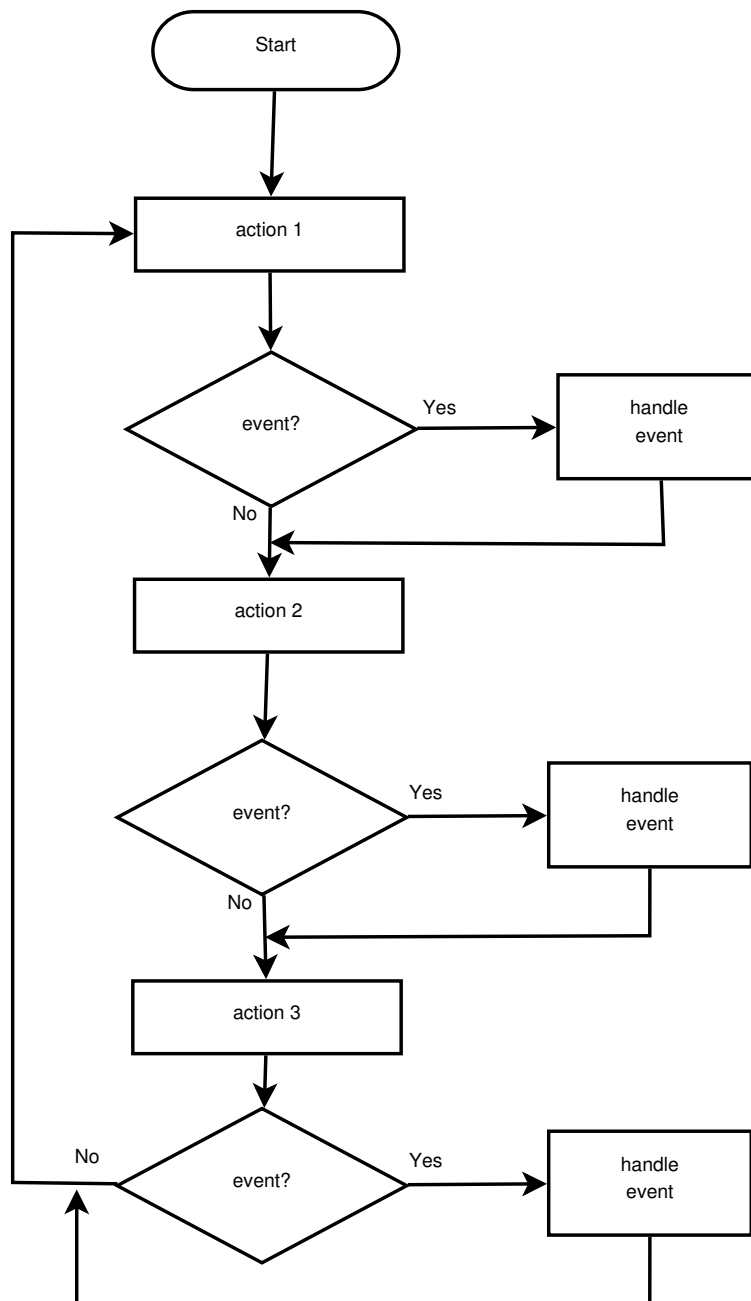 Start
action 1
event?
Yes
handle
event
No
action 2
event?
Yes
handle
event
No
action 3
event?
Yes
handle
event
No